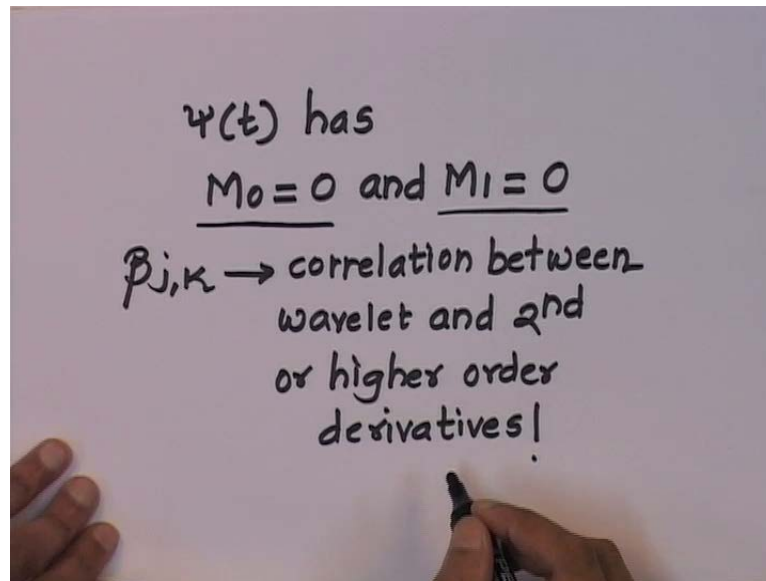 ψ(t) has
M0 = 0 and M1 = 0
βj,k → correlation between
wavelet and 2nd
or higher order
derivatives!